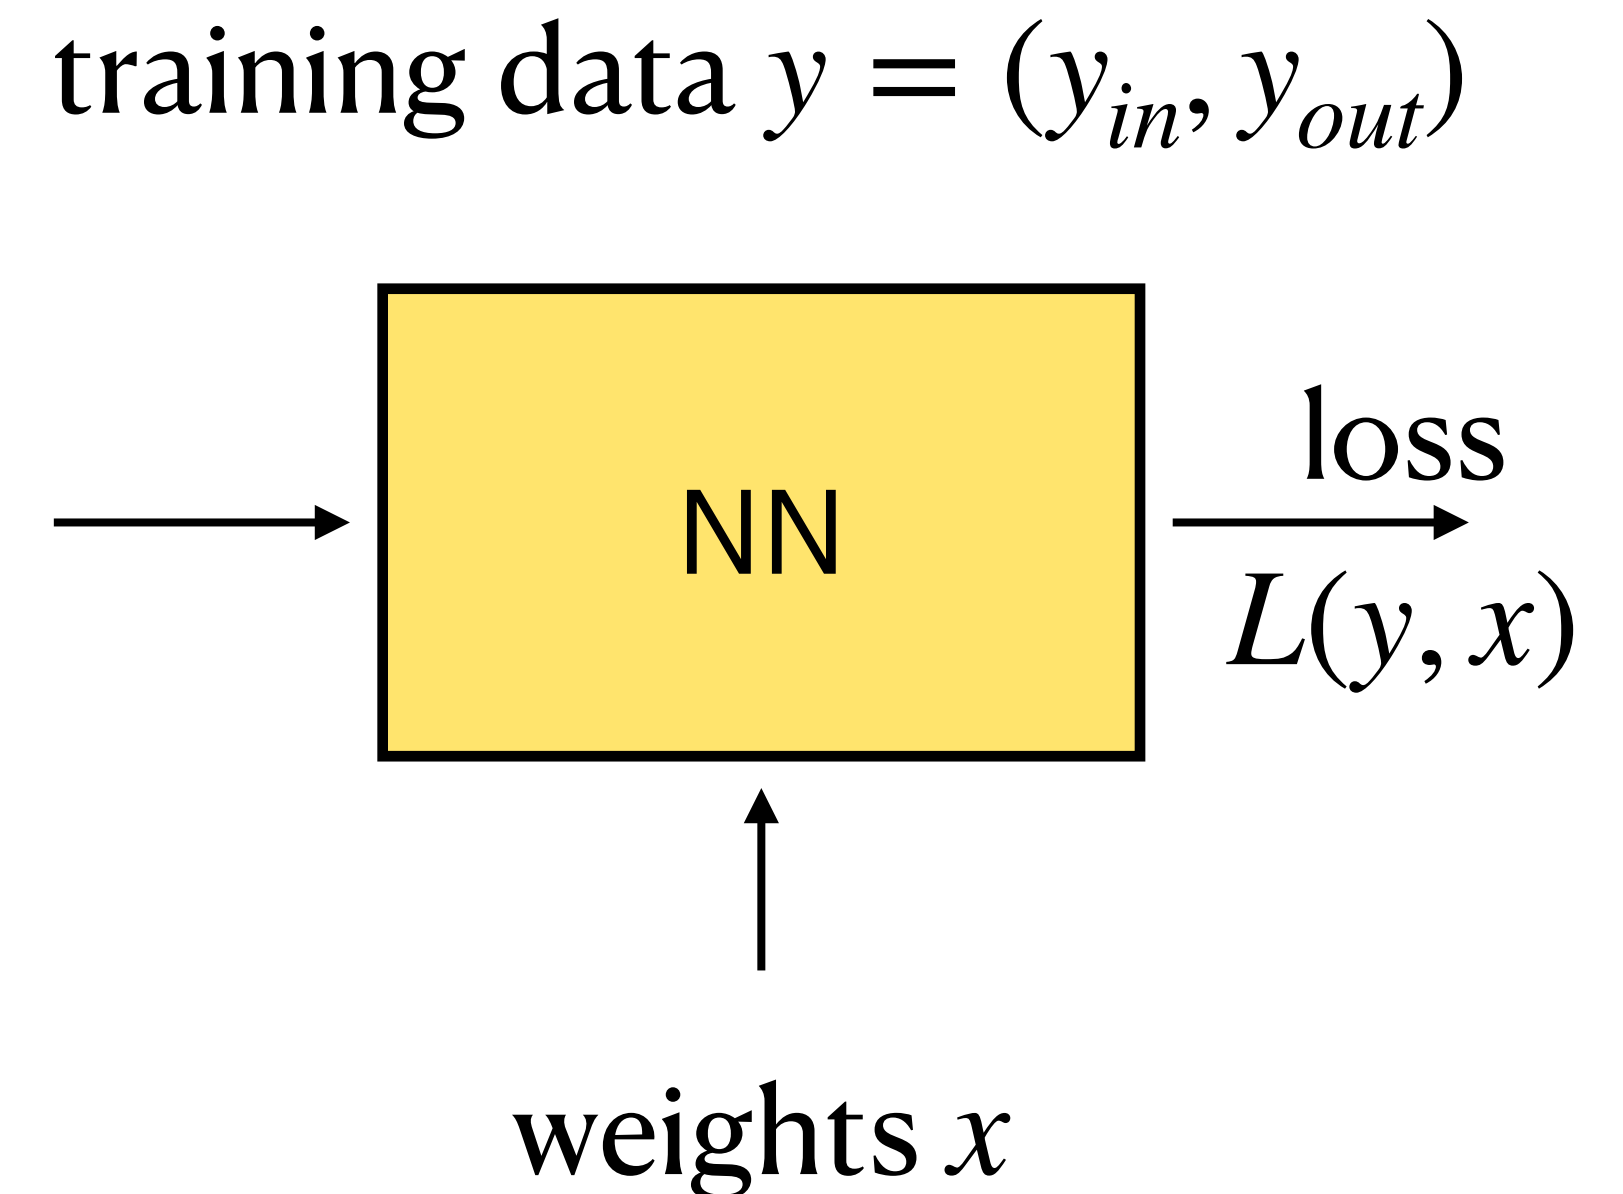 training data y = (y_in, y_out)
NN
loss
L(y, x)
weights x